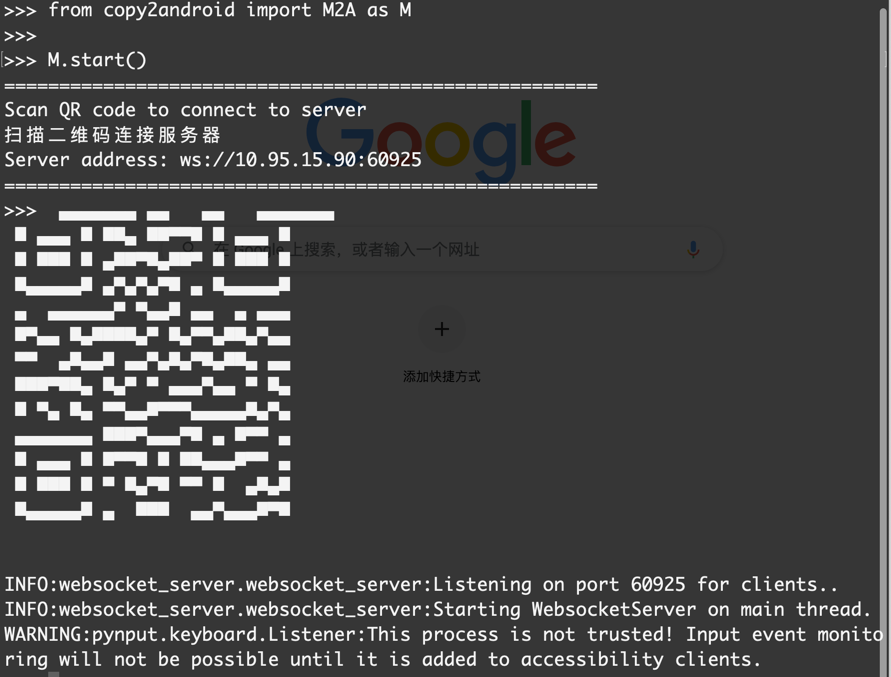 >>> from copy2android import M2A as M
>>>
>>> M.start()
======================================================
Scan QR code to connect to server
扫描二维码连接服务器
Server address: ws://10.95.15.90:60925
======================================================
>>>
Google
在 Google 上搜索，或者输入一个网址
添加快捷方式
INFO:websocket_server.websocket_server:Listening on port 60925 for clients..
INFO:websocket_server.websocket_server:Starting WebsocketServer on main thread.
WARNING:pynput.keyboard.Listener:This process is not trusted! Input event monito
ring will not be possible until it is added to accessibility clients.